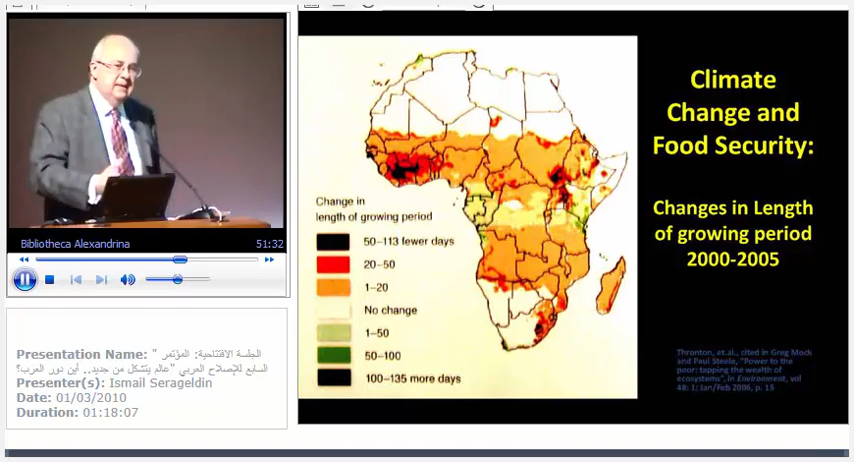 Bibliotheca Alexandrina 51:32
Presentation Name: الجلسة الافتتاحية: المؤتمر "
السابع للإصلاح العربي "عالم يتشكل من جديد.. أين دور العرب؟
Presenter(s): Ismail Serageldin
Date: 01/03/2010
Duration: 01:18:07
Change in
length of growing period
50–113 fewer days
20–50
1–20
No change
1–50
50–100
100–135 more days
Climate
Change and
Food Security:
Changes in Length
of growing period
2000-2005
Thronton, et.al., cited in Greg Mock
and Paul Steele, "Power to the
poor: tapping the wealth of
ecosystems", in Environment, vol
48: 1; Jan/Feb 2006, p. 15